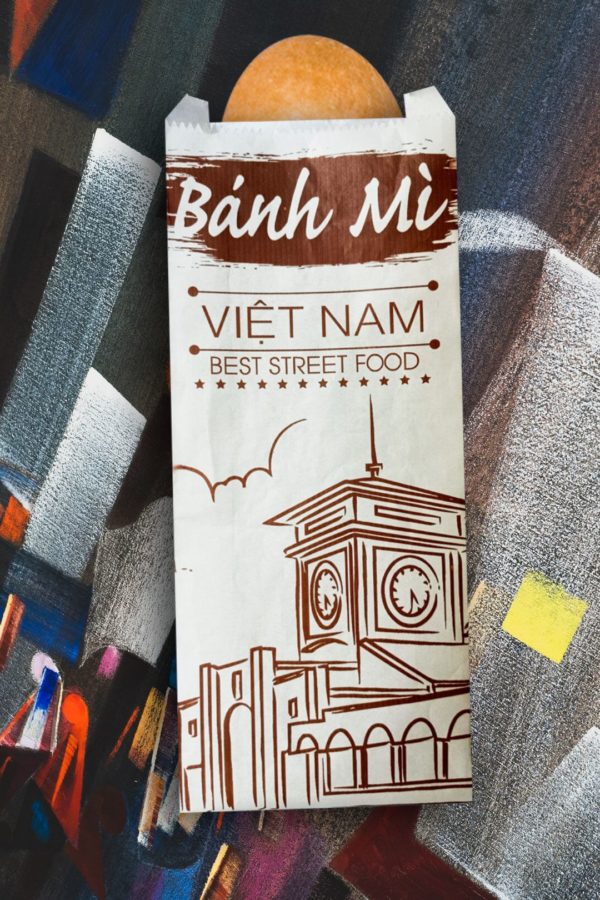 Bánh Mì
VIỆT NAM
BEST STREET FOOD